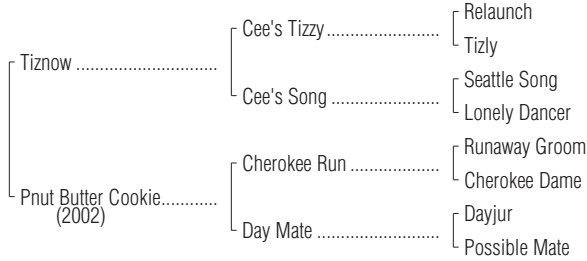 Relaunch
Cee's Tizzy ..........................
Tizly
Tiznow .................................
Seattle Song
Cee's Song .........................
Lonely Dancer
Runaway Groom
Cherokee Run .....................
Cherokee Dame
Pnut Butter Cookie.............
(2002)
Dayjur
Day Mate .............................
Possible Mate